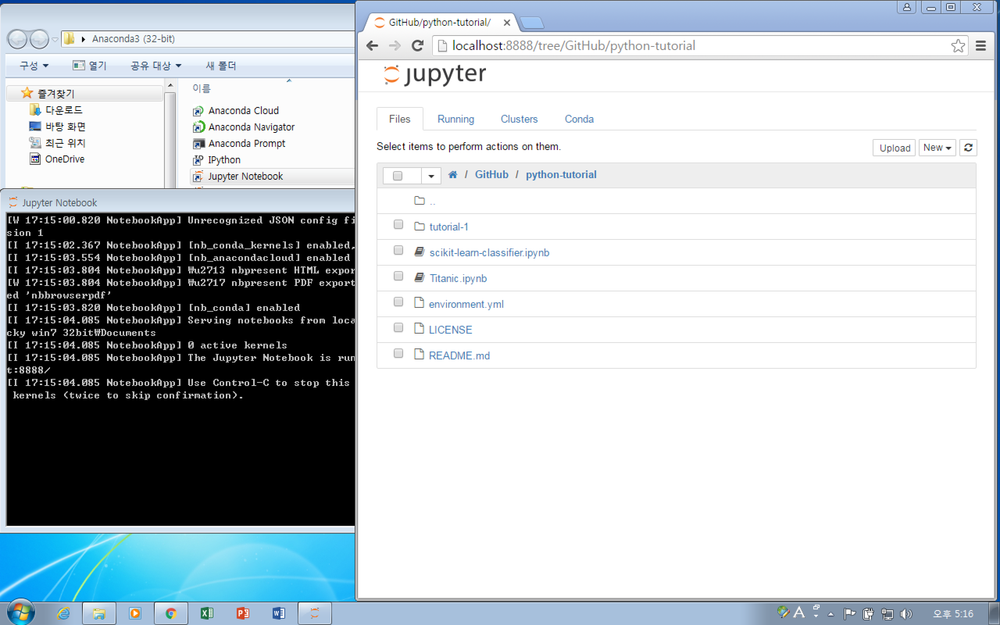 Anaconda3 (32-bit)
구성
열기
공유 대상
새 폴더
즐겨찾기
다운로드
바탕 화면
최근 위치
OneDrive
이름
Anaconda Cloud
Anaconda Navigator
Anaconda Prompt
IPython
Jupyter Notebook
Jupyter Notebook
[W 17:15:00.820 NotebookApp] Unrecognized JSON config fi
sion 1
[I 17:15:02.367 NotebookApp] [nb_conda_kernels] enabled,
[I 17:15:03.554 NotebookApp] [nb_anacondacloud] enabled
[I 17:15:03.804 NotebookApp] ₩u2713 nbpresent HTML expor
[W 17:15:03.804 NotebookApp] ₩u2717 nbpresent PDF export
ed 'nbbrowserpdf'
[I 17:15:03.820 NotebookApp] [nb_conda] enabled
[I 17:15:04.085 NotebookApp] Serving notebooks from loca
cky win7 32bit₩Documents
[I 17:15:04.085 NotebookApp] 0 active kernels
[I 17:15:04.085 NotebookApp] The Jupyter Notebook is run
t:8888/
[I 17:15:04.085 NotebookApp] Use Control-C to stop this
kernels (twice to skip confirmation).
GitHub/python-tutorial/
localhost:8888/tree/GitHub/python-tutorial
jupyter
Files
Running
Clusters
Conda
Select items to perform actions on them.
Upload
New
/ GitHub / python-tutorial
..
tutorial-1
scikit-learn-classifier.ipynb
Titanic.ipynb
environment.yml
LICENSE
README.md
A
오후 5:16